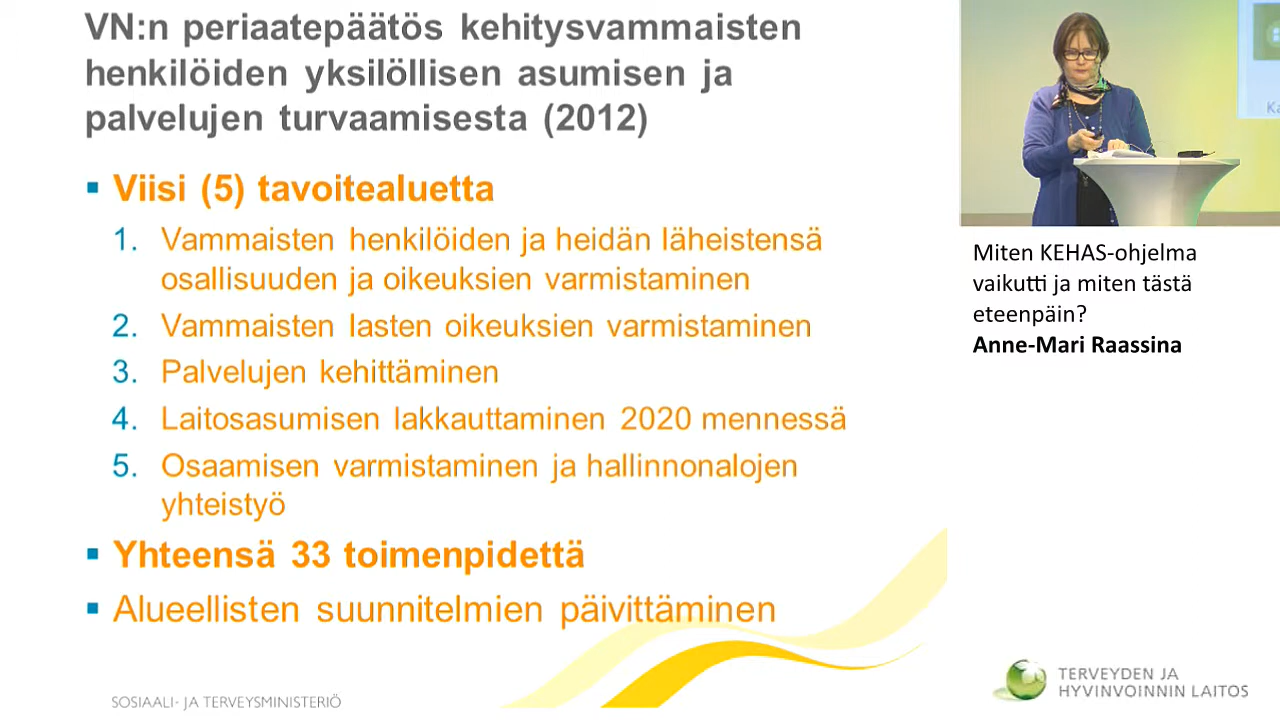 VN:n periaatepäätös kehitysvammaisten
henkilöiden yksilöllisen asumisen ja
palvelujen turvaamisesta (2012)
Viisi (5) tavoitealuetta
1. Vammaisten henkilöiden ja heidän läheistensä
osallisuuden ja oikeuksien varmistaminen
2. Vammaisten lasten oikeuksien varmistaminen
3. Palvelujen kehittäminen
4. Laitosasumisen lakkauttaminen 2020 mennessä
5. Osaamisen varmistaminen ja hallinnonalojen
yhteistyö
Yhteensä 33 toimenpidettä
Alueellisten suunnitelmien päivittäminen
SOSIAALI- JA TERVEYSMINISTERIÖ
Miten KEHAS-ohjelma
vaikutti ja miten tästä
eteenpäin?
Anne-Mari Raassina
TERVEYDEN JA
HYVINVOINNIN LAITOS